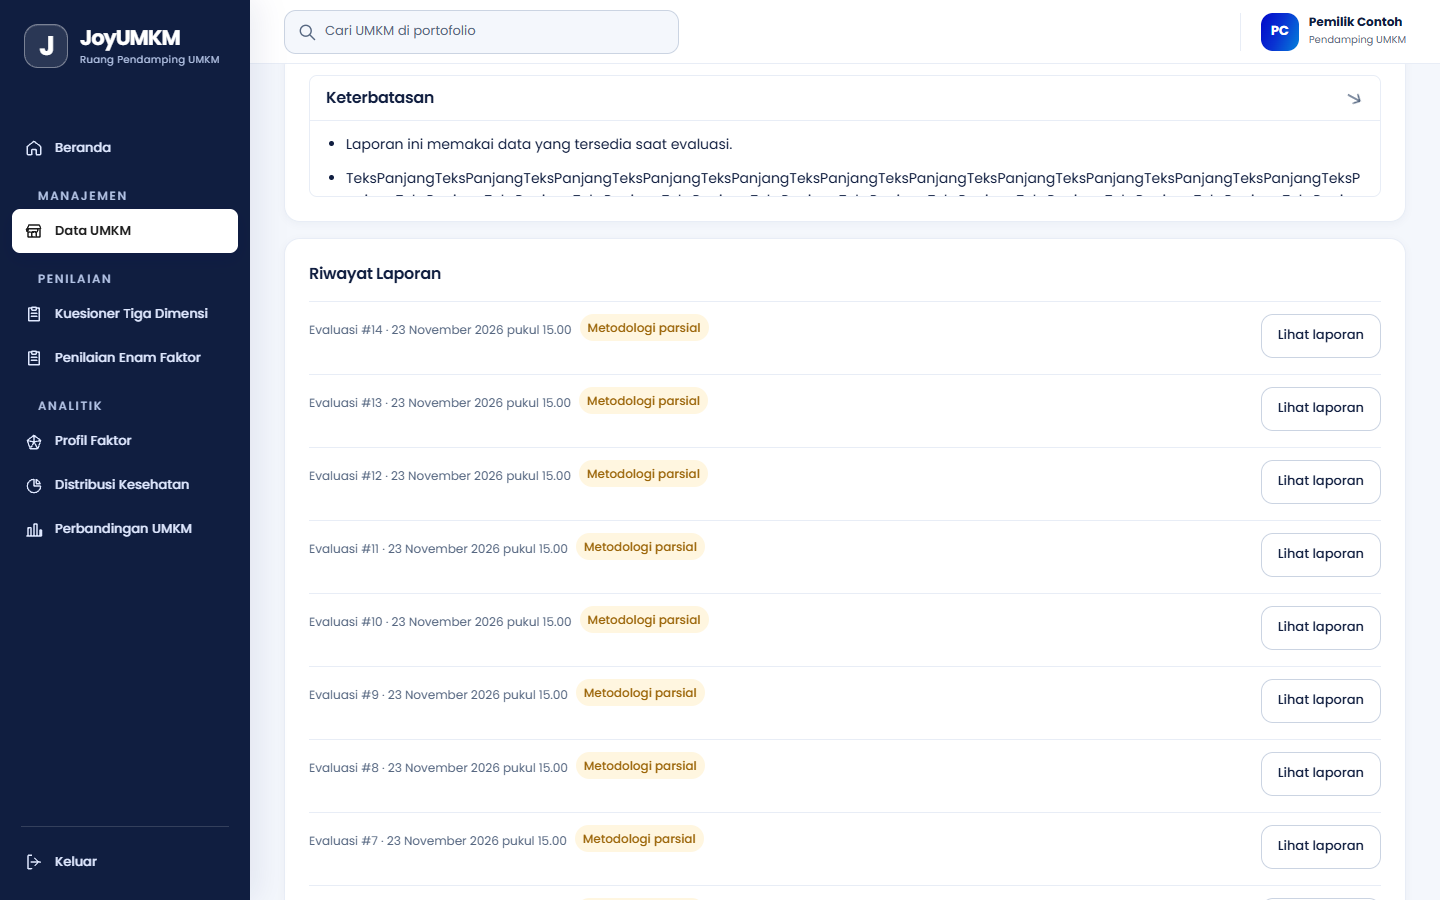 J
JoyUMKM
Ruang Pendamping UMKM
Beranda
MANAJEMEN
Data UMKM
PENILAIAN
Kuesioner Tiga Dimensi
Penilaian Enam Faktor
ANALITIK
Profil Faktor
Distribusi Kesehatan
Perbandingan UMKM
Keluar
Cari UMKM di portofolio
PC
Pemilik Contoh
Pendamping UMKM
Keterbatasan
Laporan ini memakai data yang tersedia saat evaluasi.
TeksPanjangTeksPanjangTeksPanjangTeksPanjangTeksPanjangTeksPanjangTeksPanjangTeksPanjangTeksPanjangTeksPanjangTeksPanjangTeksP
Riwayat Laporan
Evaluasi #14 · 23 November 2026 pukul 15.00 Metodologi parsial Lihat laporan
Evaluasi #13 · 23 November 2026 pukul 15.00 Metodologi parsial Lihat laporan
Evaluasi #12 · 23 November 2026 pukul 15.00 Metodologi parsial Lihat laporan
Evaluasi #11 · 23 November 2026 pukul 15.00 Metodologi parsial Lihat laporan
Evaluasi #10 · 23 November 2026 pukul 15.00 Metodologi parsial Lihat laporan
Evaluasi #9 · 23 November 2026 pukul 15.00 Metodologi parsial Lihat laporan
Evaluasi #8 · 23 November 2026 pukul 15.00 Metodologi parsial Lihat laporan
Evaluasi #7 · 23 November 2026 pukul 15.00 Metodologi parsial Lihat laporan